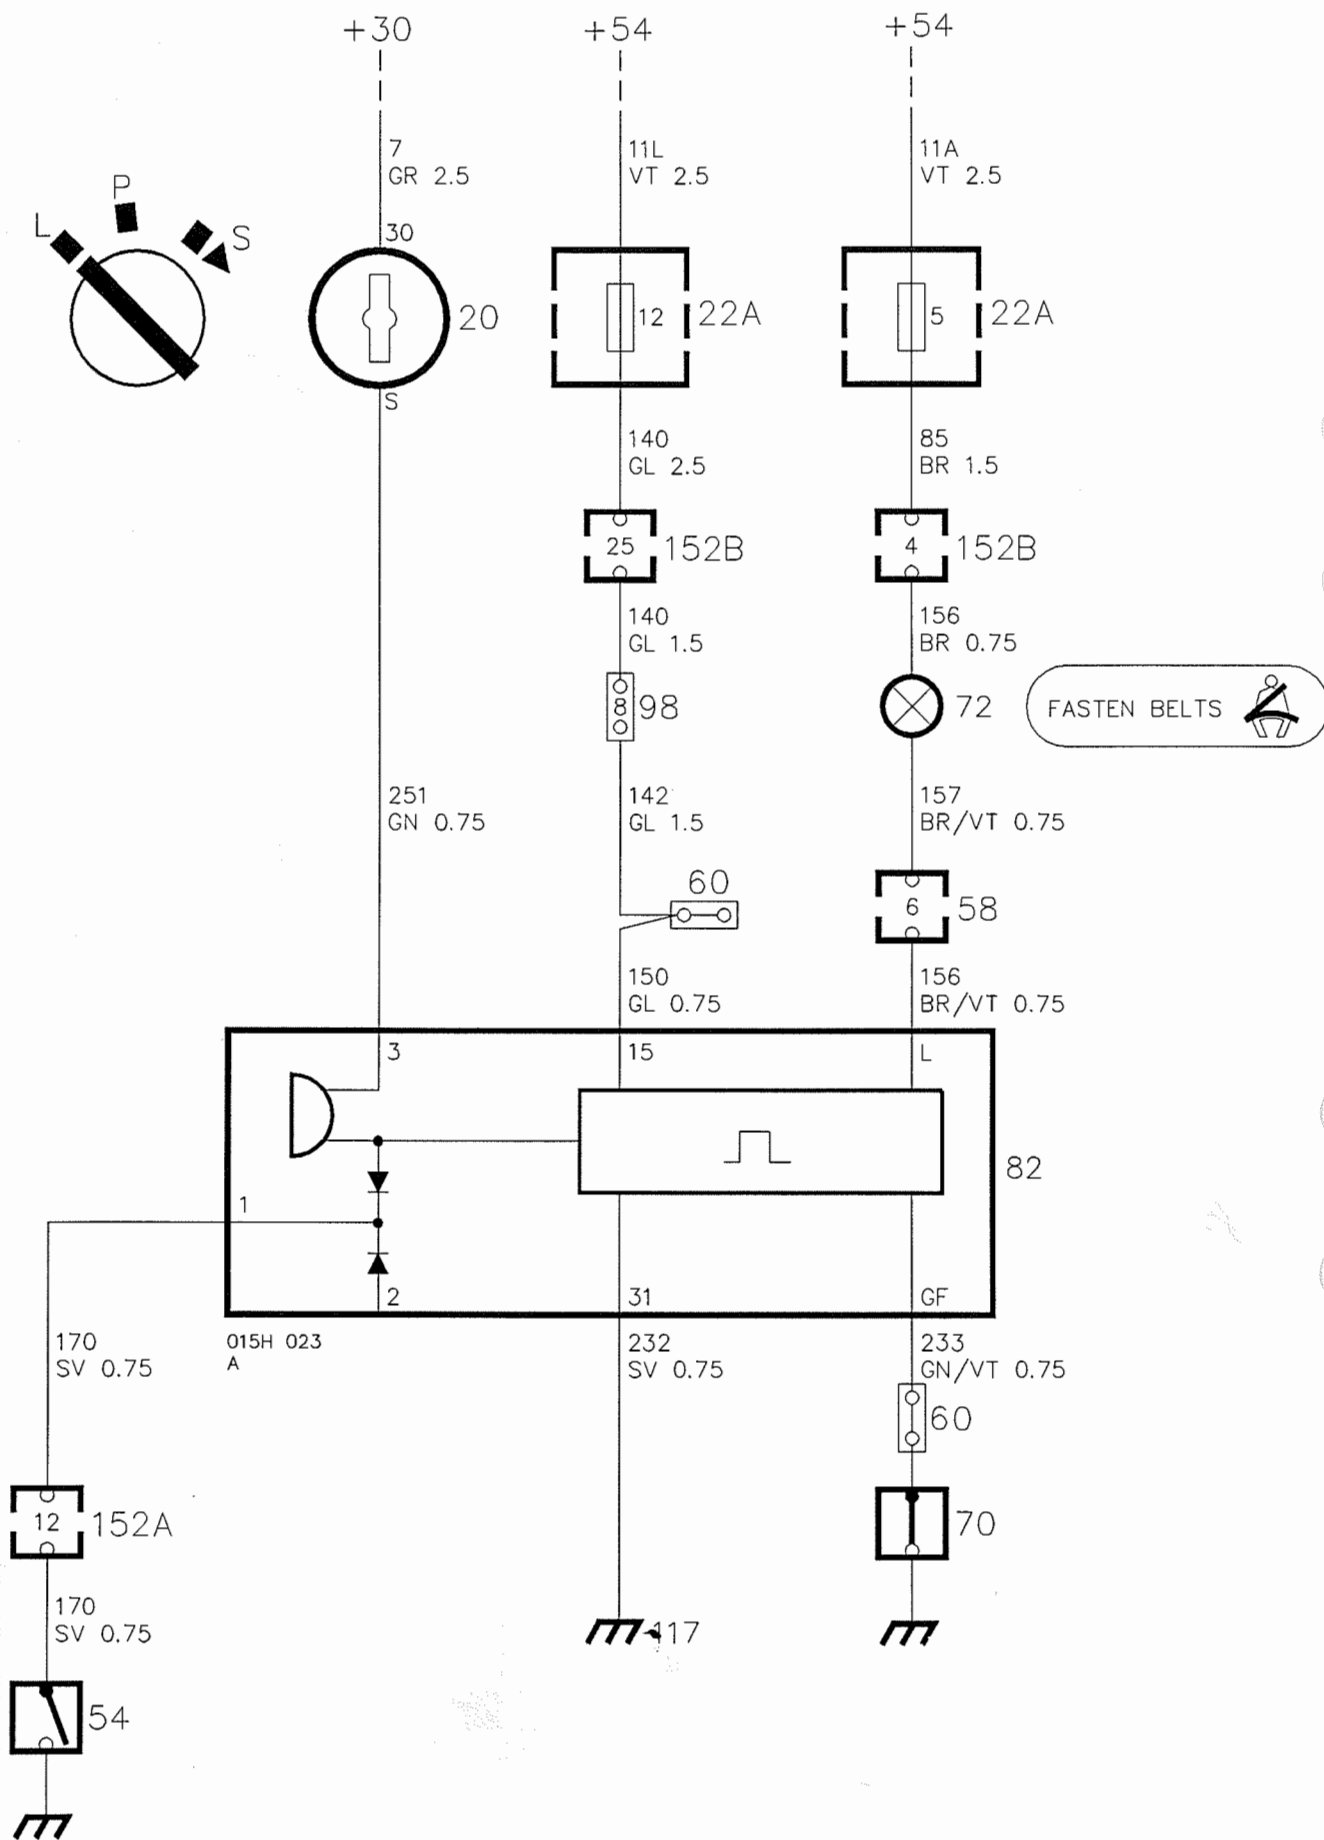 +30
+54
+54
7
GR 2.5
11L
VT 2.5
11A
VT 2.5
L
P
S
30
20
12
22A
5
22A
S
140
GL 2.5
85
BR 1.5
25
152B
4
152B
140
GL 1.5
156
BR 0.75
8
98
72
FASTEN BELTS
251
GN 0.75
142
GL 1.5
157
BR/VT 0.75
60
6
58
150
GL 0.75
156
BR/VT 0.75
3
15
L
82
1
2
31
GF
015H 023
A
170
SV 0.75
232
SV 0.75
233
GN/VT 0.75
60
12
152A
70
170
SV 0.75
117
54